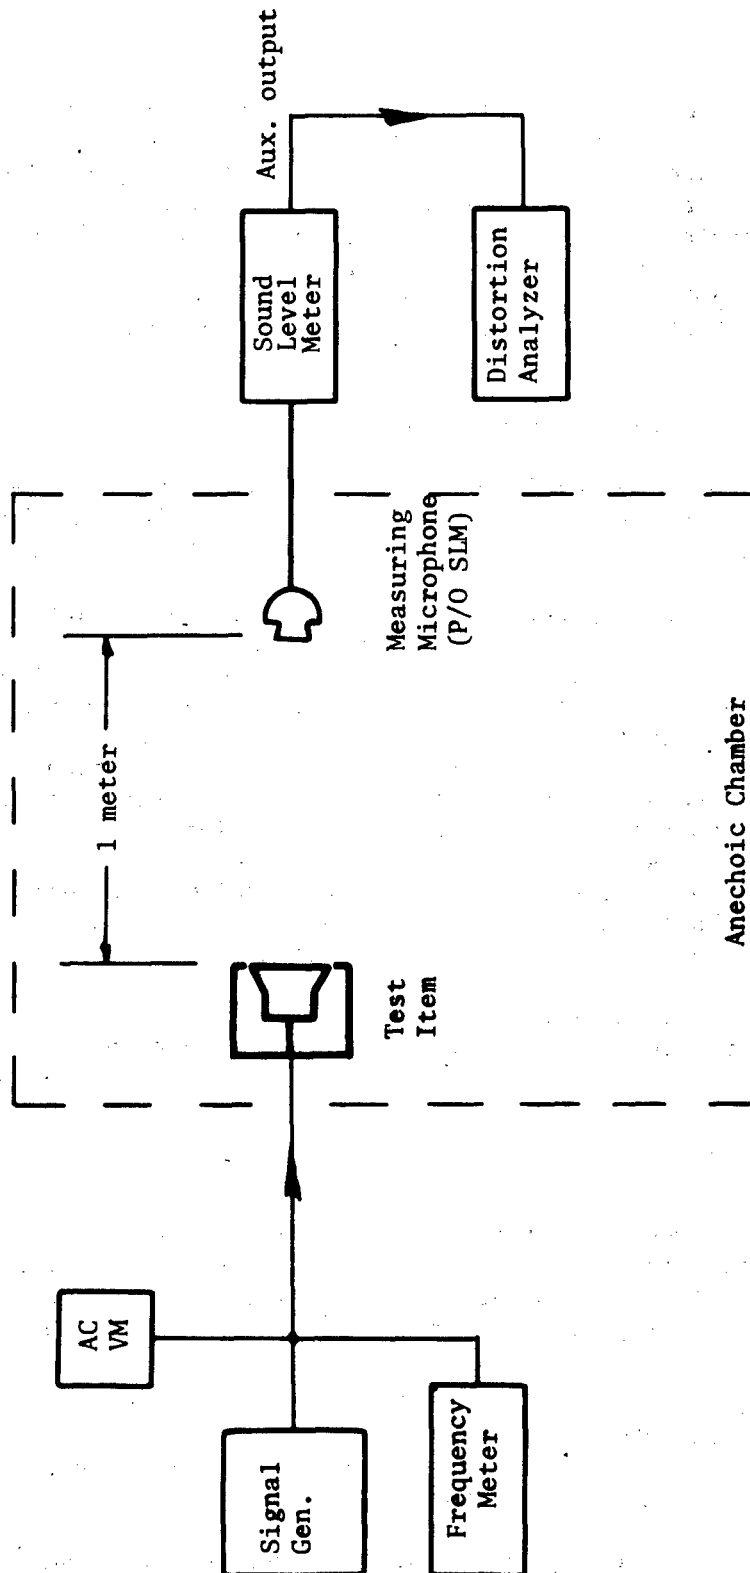 AC
VM
Signal
Gen.
Frequency
Meter
1 meter
Test
Item
Measuring
Microphone
(P/O SLM)
Anechoic Chamber
Sound
Level
Meter
Aux. output
Distortion
Analyzer